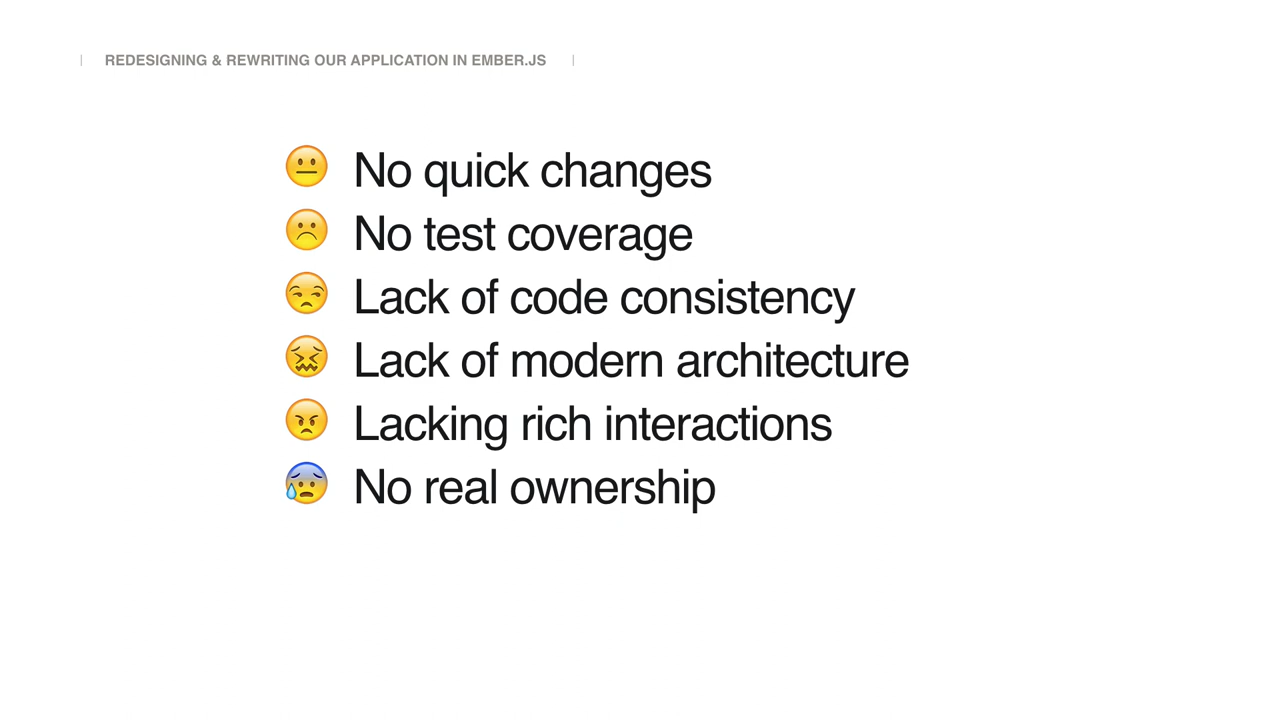 REDESIGNING & REWRITING OUR APPLICATION IN EMBER.JS
😐 No quick changes
☹️ No test coverage
😒 Lack of code consistency
😖 Lack of modern architecture
😠 Lacking rich interactions
😰 No real ownership